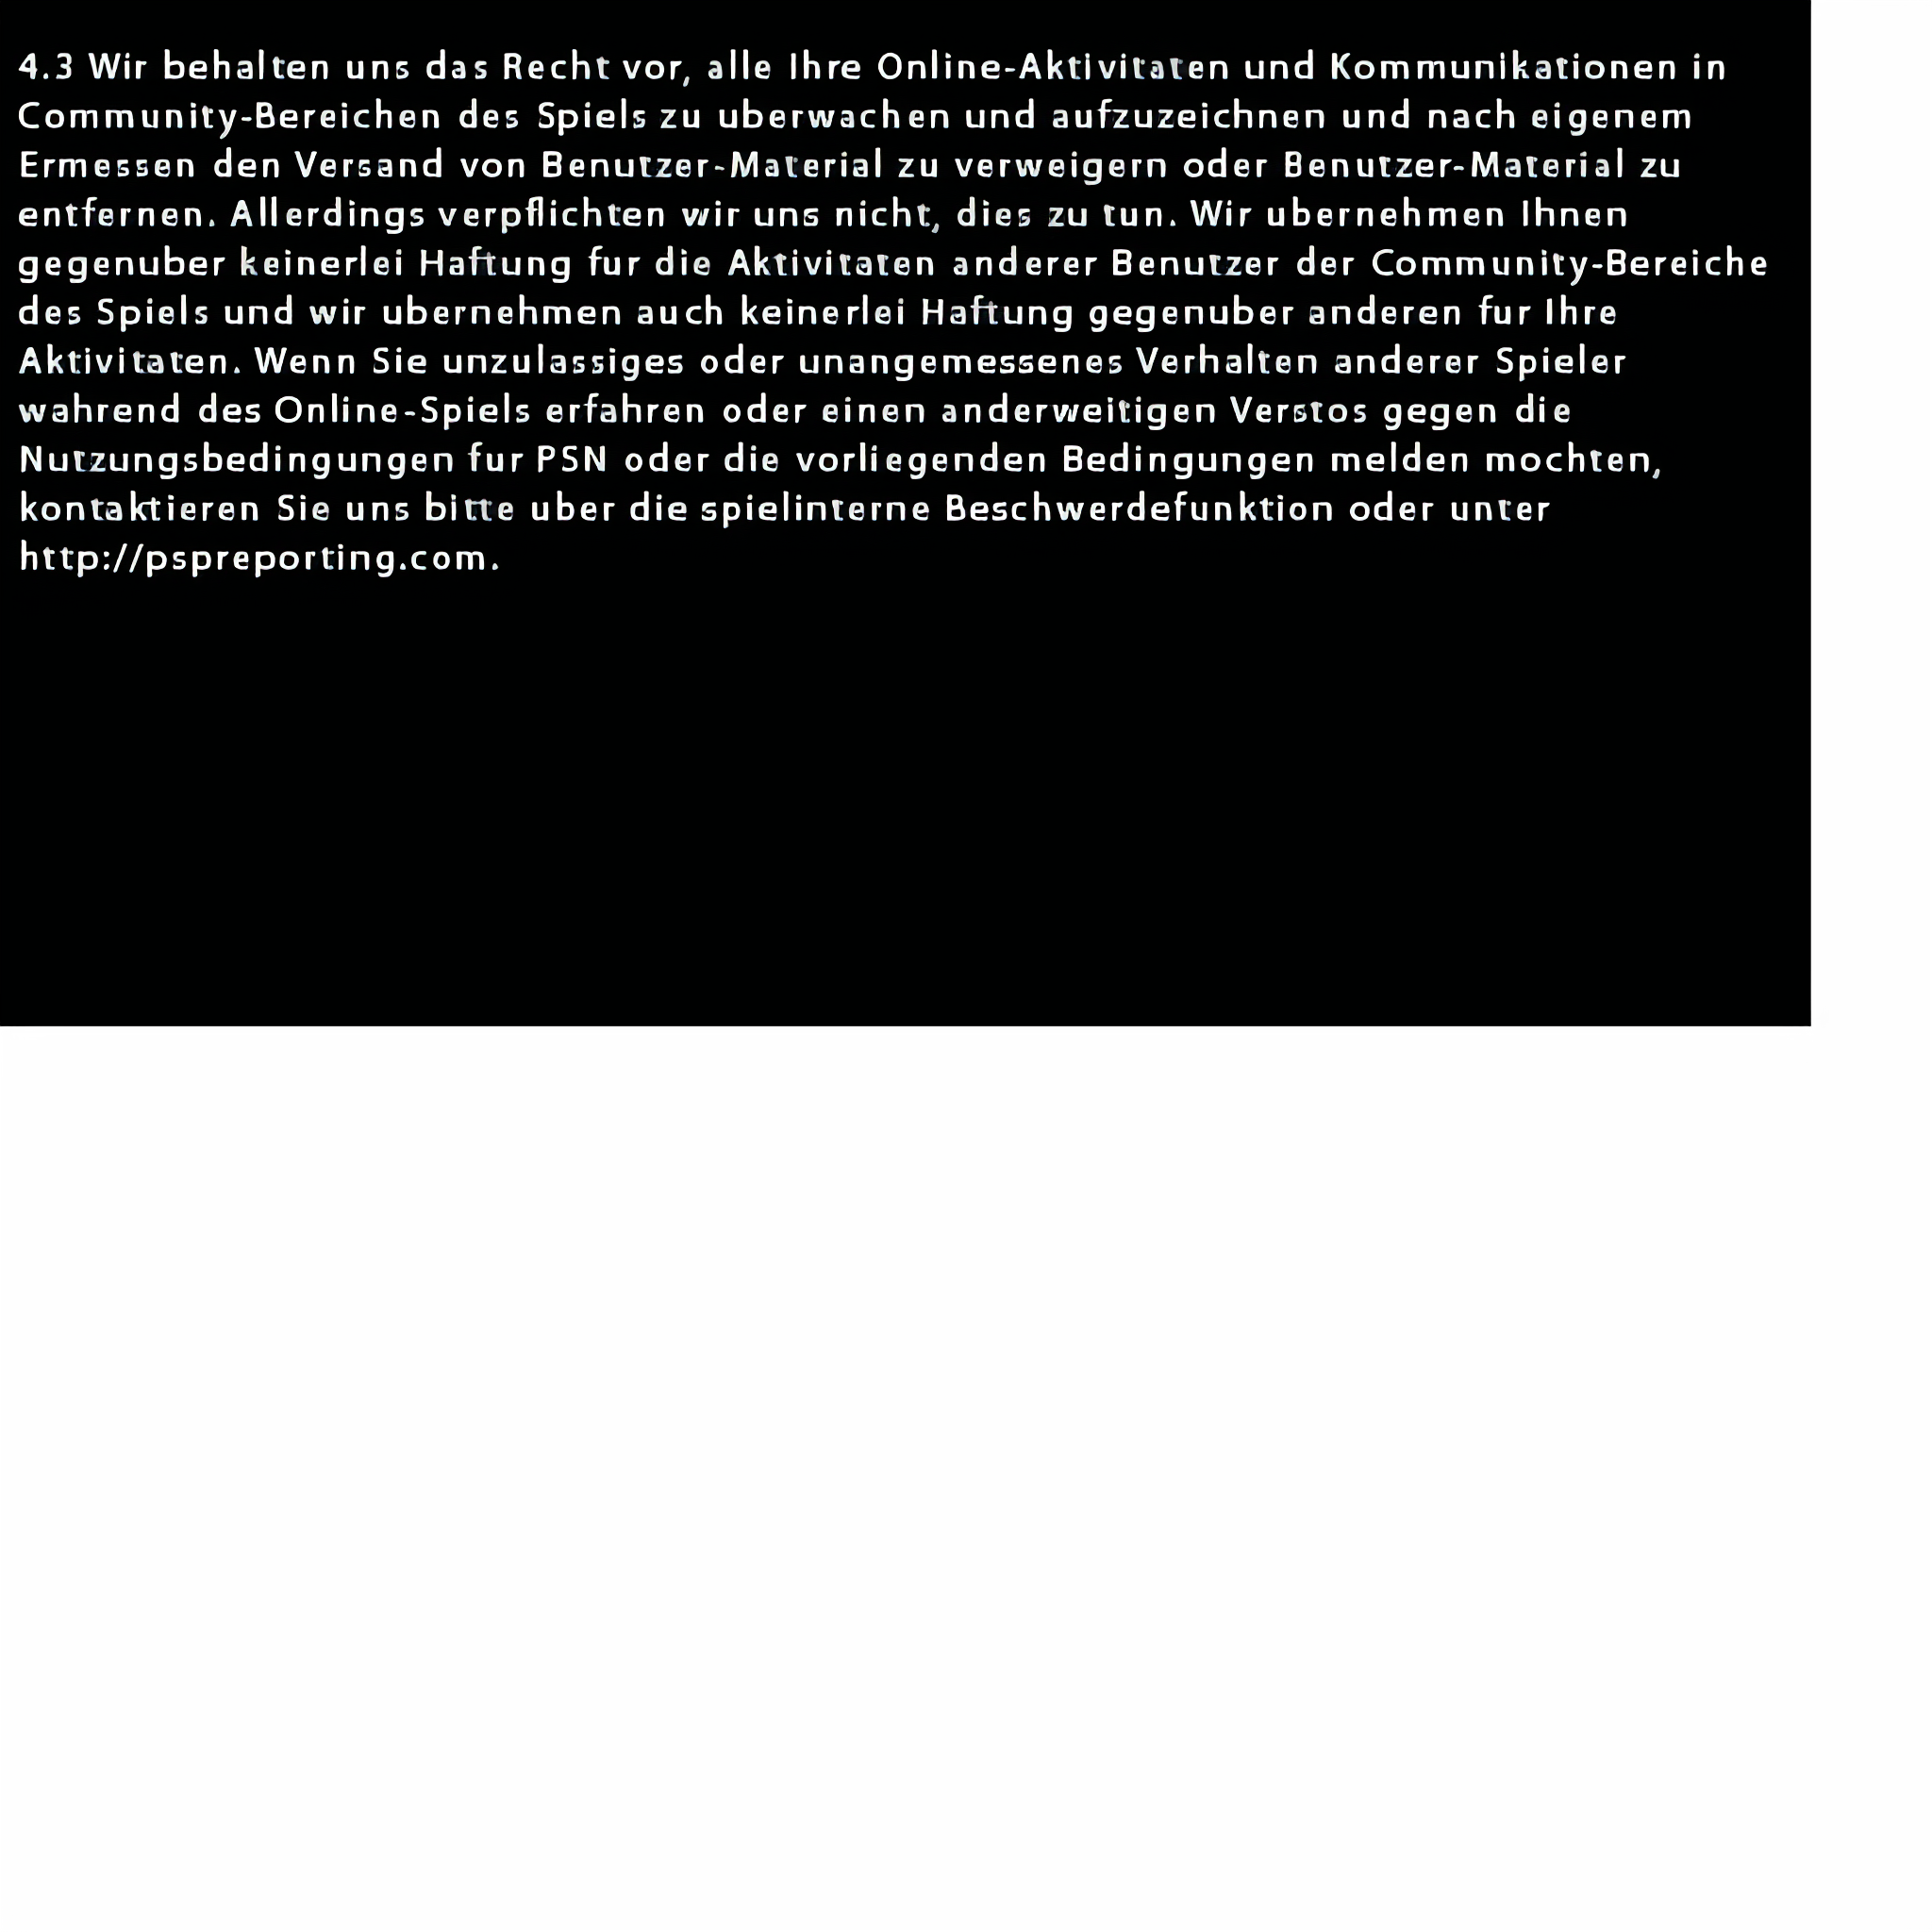 4.3 Wir behalten uns das Recht vor, alle Ihre Online-Aktivitaten und Kommunikationen in
Community-Bereichen des Spiels zu uberwachen und aufzuzeichnen und nach eigenem
Ermessen den Versand von Benutzer-Material zu verweigern oder Benutzer-Material zu
entfernen. Allerdings verpflichten wir uns nicht, dies zu tun. Wir ubernehmen Ihnen
gegenuber keinerlei Haftung fur die Aktivitaten anderer Benutzer der Community-Bereiche
des Spiels und wir ubernehmen auch keinerlei Haftung gegenuber anderen fur Ihre
Aktivitaten. Wenn Sie unzulassiges oder unangemessenes Verhalten anderer Spieler
wahrend des Online-Spiels erfahren oder einen anderweitigen Verstos gegen die
Nutzungsbedingungen fur PSN oder die vorliegenden Bedingungen melden mochten,
kontaktieren Sie uns bitte uber die spielinterne Beschwerdefunktion oder unter
http://pspreporting.com.